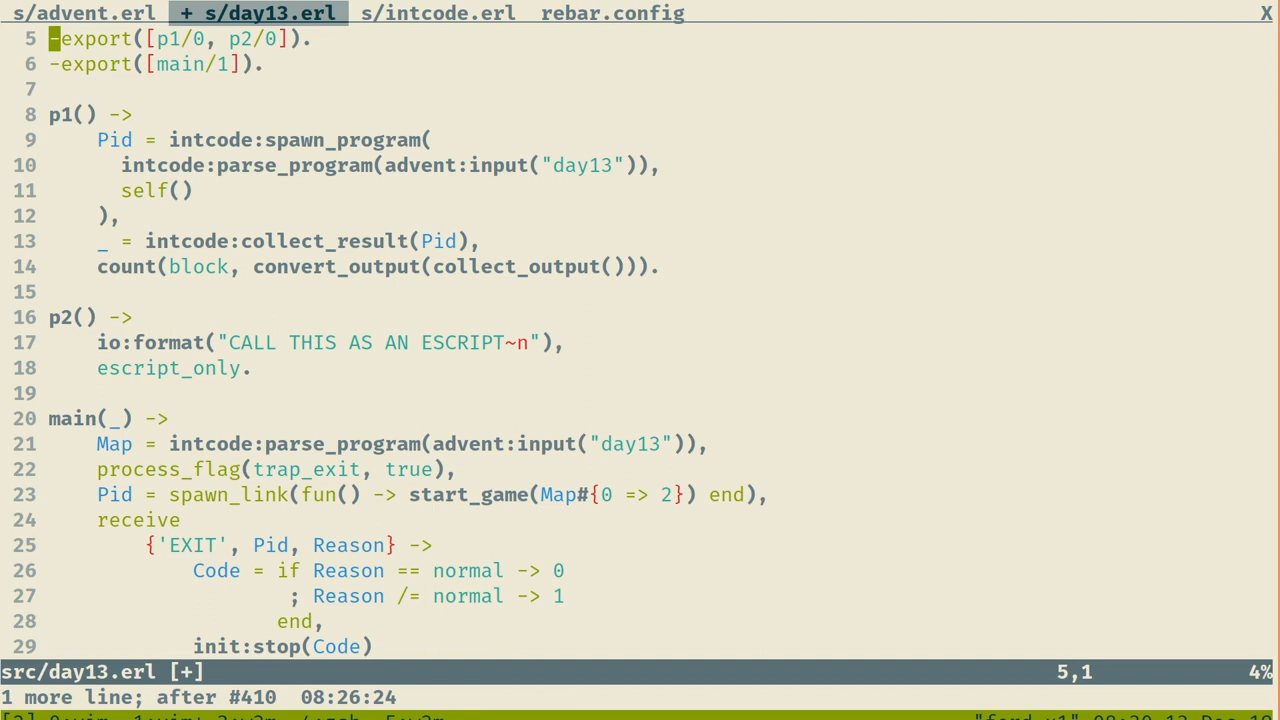 s/advent.erl + s/day13.erl s/intcode.erl rebar.config X
5 -export([p1/0, p2/0]).
6 -export([main/1]).
7
8 p1() ->
9 Pid = intcode:spawn_program(
10 intcode:parse_program(advent:input("day13")),
11 self()
12 ),
13 _ = intcode:collect_result(Pid),
14 count(block, convert_output(collect_output())).
15
16 p2() ->
17 io:format("CALL THIS AS AN ESCRIPT~n"),
18 escript_only.
19
20 main(_) ->
21 Map = intcode:parse_program(advent:input("day13")),
22 process_flag(trap_exit, true),
23 Pid = spawn_link(fun() -> start_game(Map#{0 => 2}) end),
24 receive
25 {'EXIT', Pid, Reason} ->
26 Code = if Reason == normal -> 0
27 ; Reason /= normal -> 1
28 end,
29 init:stop(Code)
src/day13.erl [+] 5,1 4%
1 more line; after #410 08:26:24